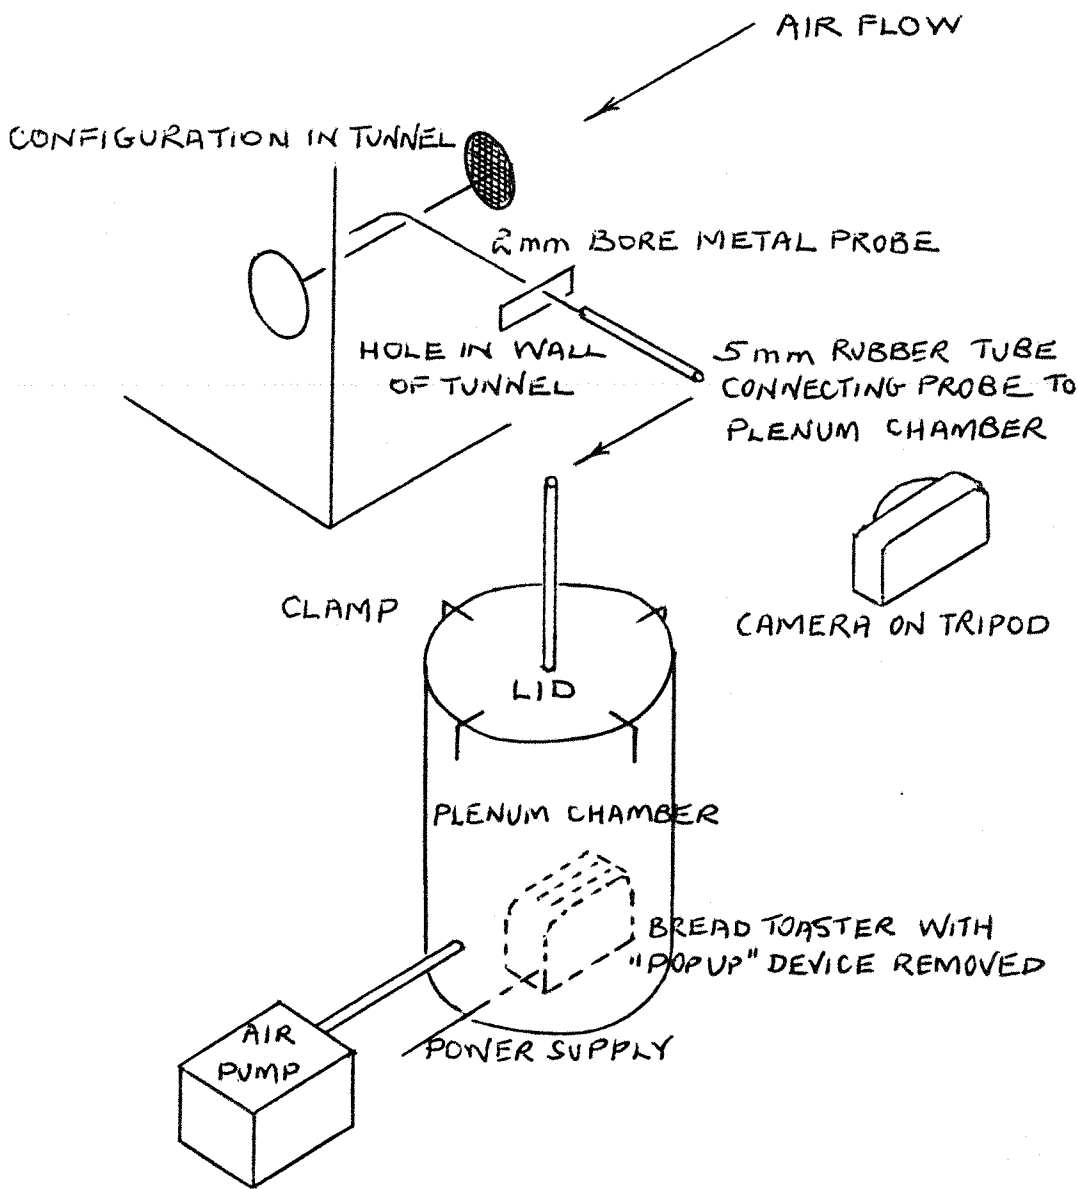 AIR FLOW
CONFIGURATION IN TUNNEL
2mm BORE METAL PROBE
HOLE IN WALL
OF TUNNEL
5mm RUBBER TUBE
CONNECTING PROBE TO
PLENUM CHAMBER
CLAMP
CAMERA ON TRIPOD
LID
PLENUM CHAMBER
BREAD TOASTER WITH
"POPUP" DEVICE REMOVED
AIR
PUMP
POWER SUPPLY